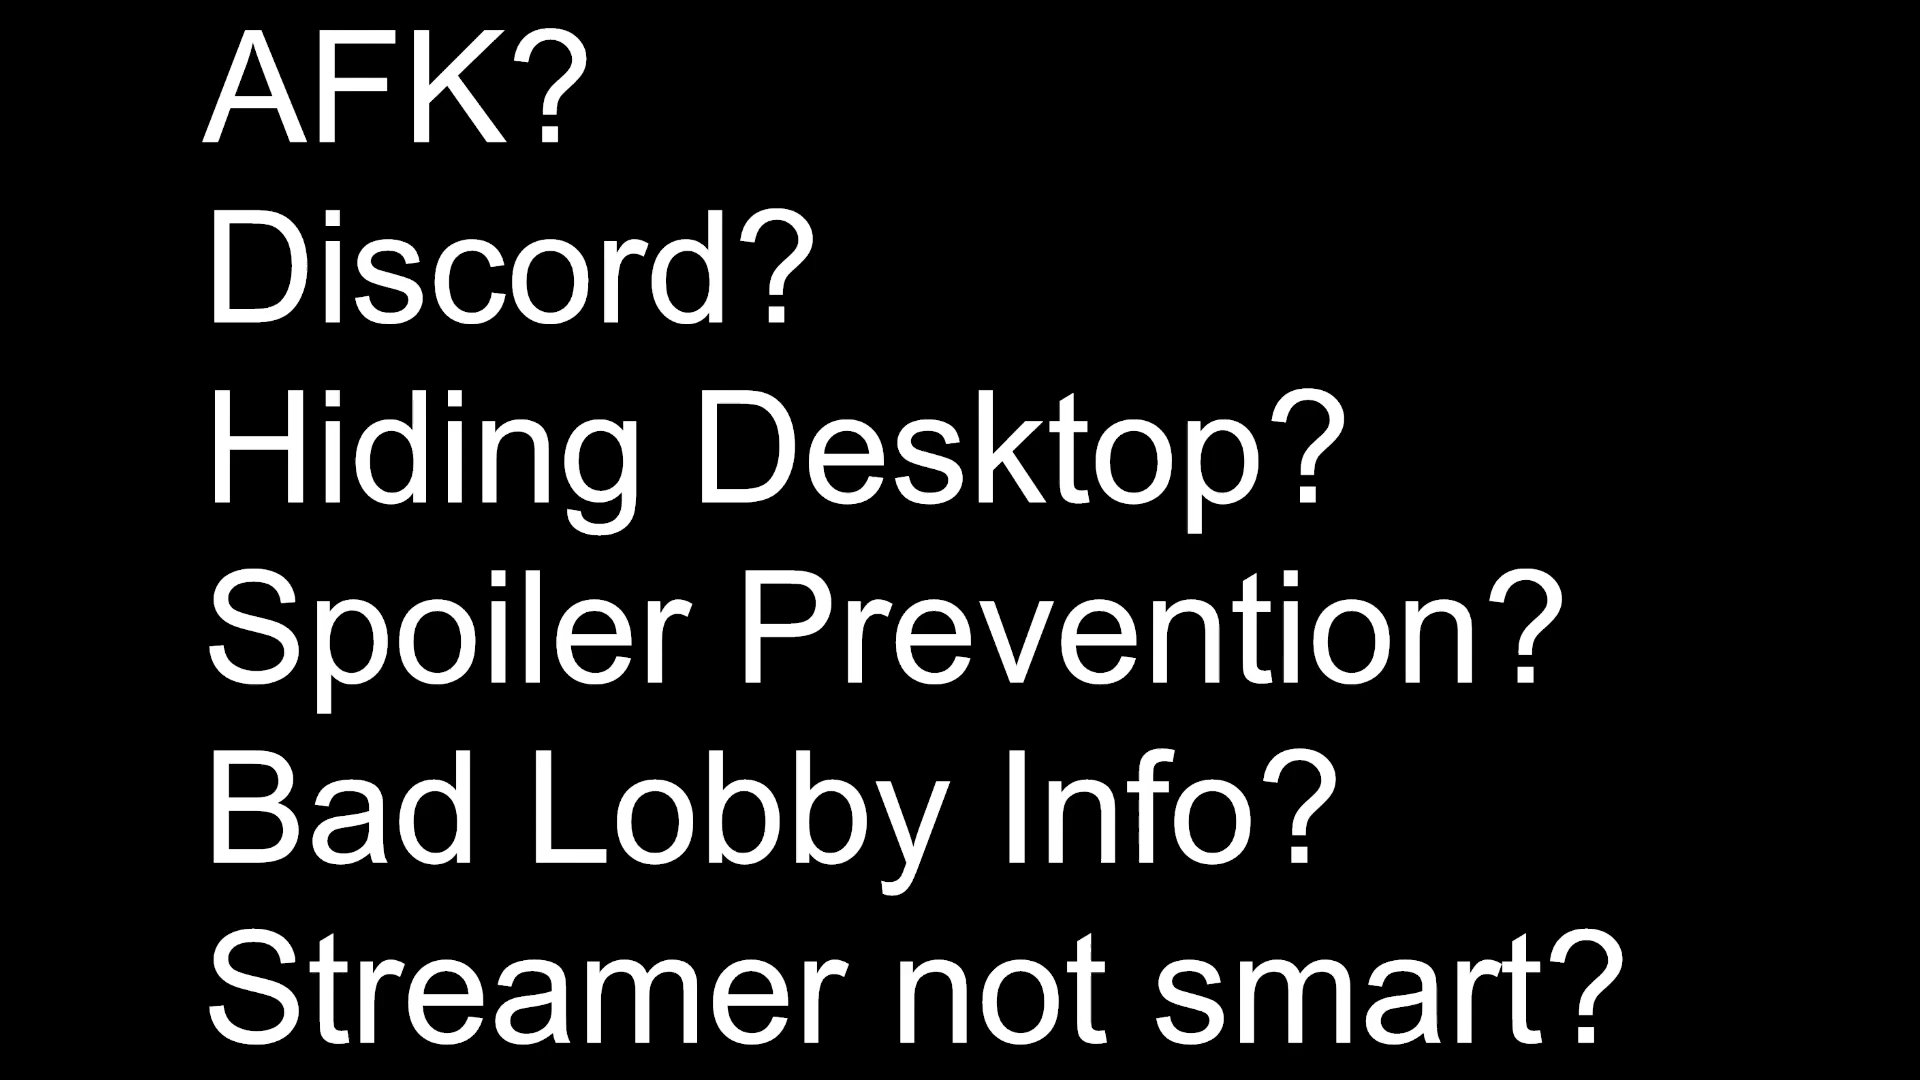 AFK?
Discord?
Hiding Desktop?
Spoiler Prevention?
Bad Lobby Info?
Streamer not smart?